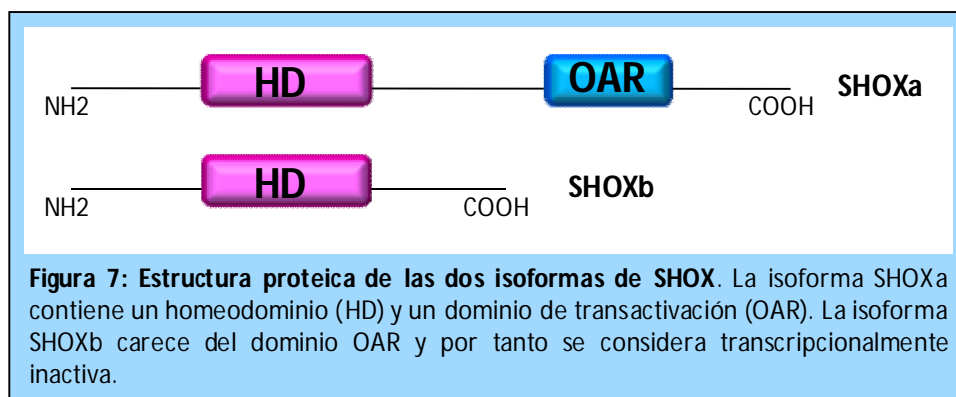 HD
OAR
NH2
COOH
SHOXa
HD
NH2
COOH
SHOXb
Figura 7: Estructura proteica de las dos isoformas de SHOX. La isoforma SHOXa
contiene un homeodominio (HD) y un dominio de transactivación (OAR). La isoforma
SHOXb carece del dominio OAR y por tanto se considera transcripcionalmente
inactiva.